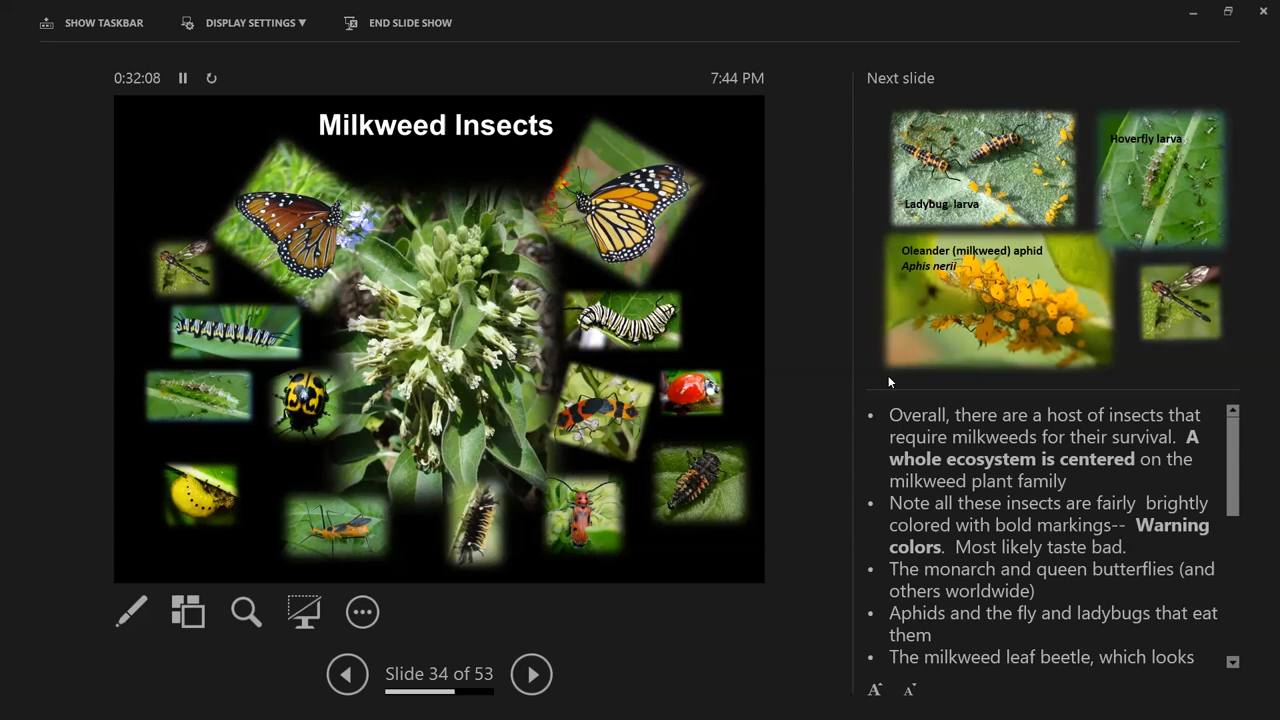 SHOW TASKBAR
DISPLAY SETTINGS ▼
END SLIDE SHOW
0:32:08
7:44 PM
Milkweed Insects
Slide 34 of 53
Next slide
Ladybug larva
Hoverfly larva
Oleander (milkweed) aphid
Aphis nerii
• Overall, there are a host of insects that
require milkweeds for their survival. A
whole ecosystem is centered on the
milkweed plant family
• Note all these insects are fairly brightly
colored with bold markings-- Warning
colors. Most likely taste bad.
• The monarch and queen butterflies (and
others worldwide)
• Aphids and the fly and ladybugs that eat
them
• The milkweed leaf beetle, which looks
A A